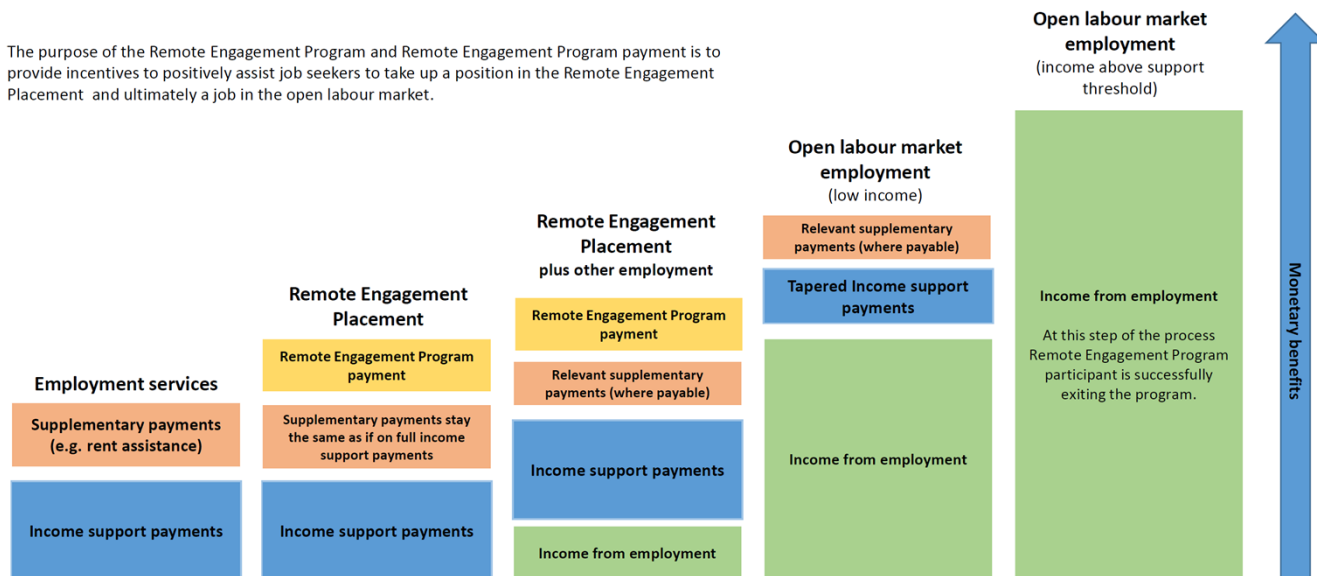 The purpose of the Remote Engagement Program and Remote Engagement Program payment is to
provide incentives to positively assist job seekers to take up a position in the Remote Engagement
Placement and ultimately a job in the open labour market.
Employment services
Supplementary payments
(e.g. rent assistance)
Income support payments
Remote Engagement
Placement
Remote Engagement Program
payment
Supplementary payments stay
the same as if on full income
support payments
Income support payments
Remote Engagement
Placement
plus other employment
Remote Engagement Program
payment
Relevant supplementary
payments (where payable)
Income support payments
Income from employment
Open labour market
employment
(low income)
Relevant supplementary
payments (where payable)
Tapered Income support
payments
Income from employment
Open labour market
employment
(income above support
threshold)
Income from employment
At this step of the process
Remote Engagement Program
participant is successfully
exiting the program.
Monetary benefits